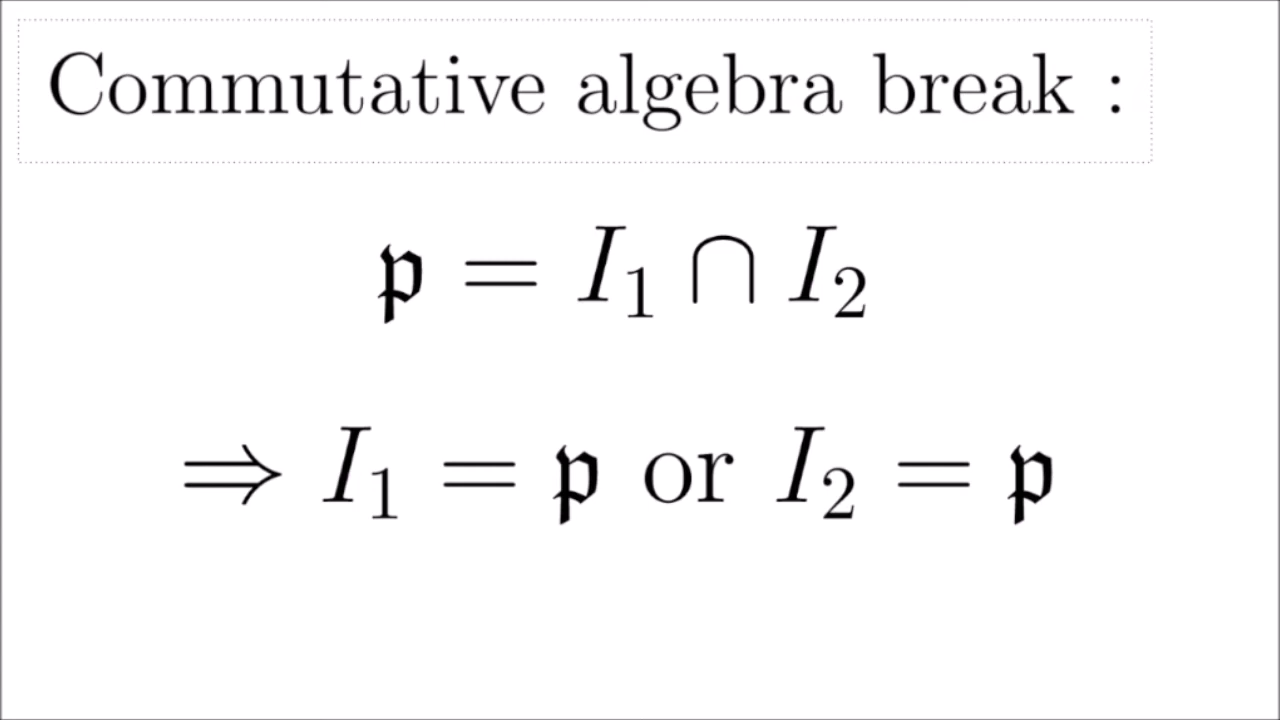 Commutative algebra break :
𝔭 = I₁ ∩ I₂
⇒ I₁ = 𝔭 or I₂ = 𝔭